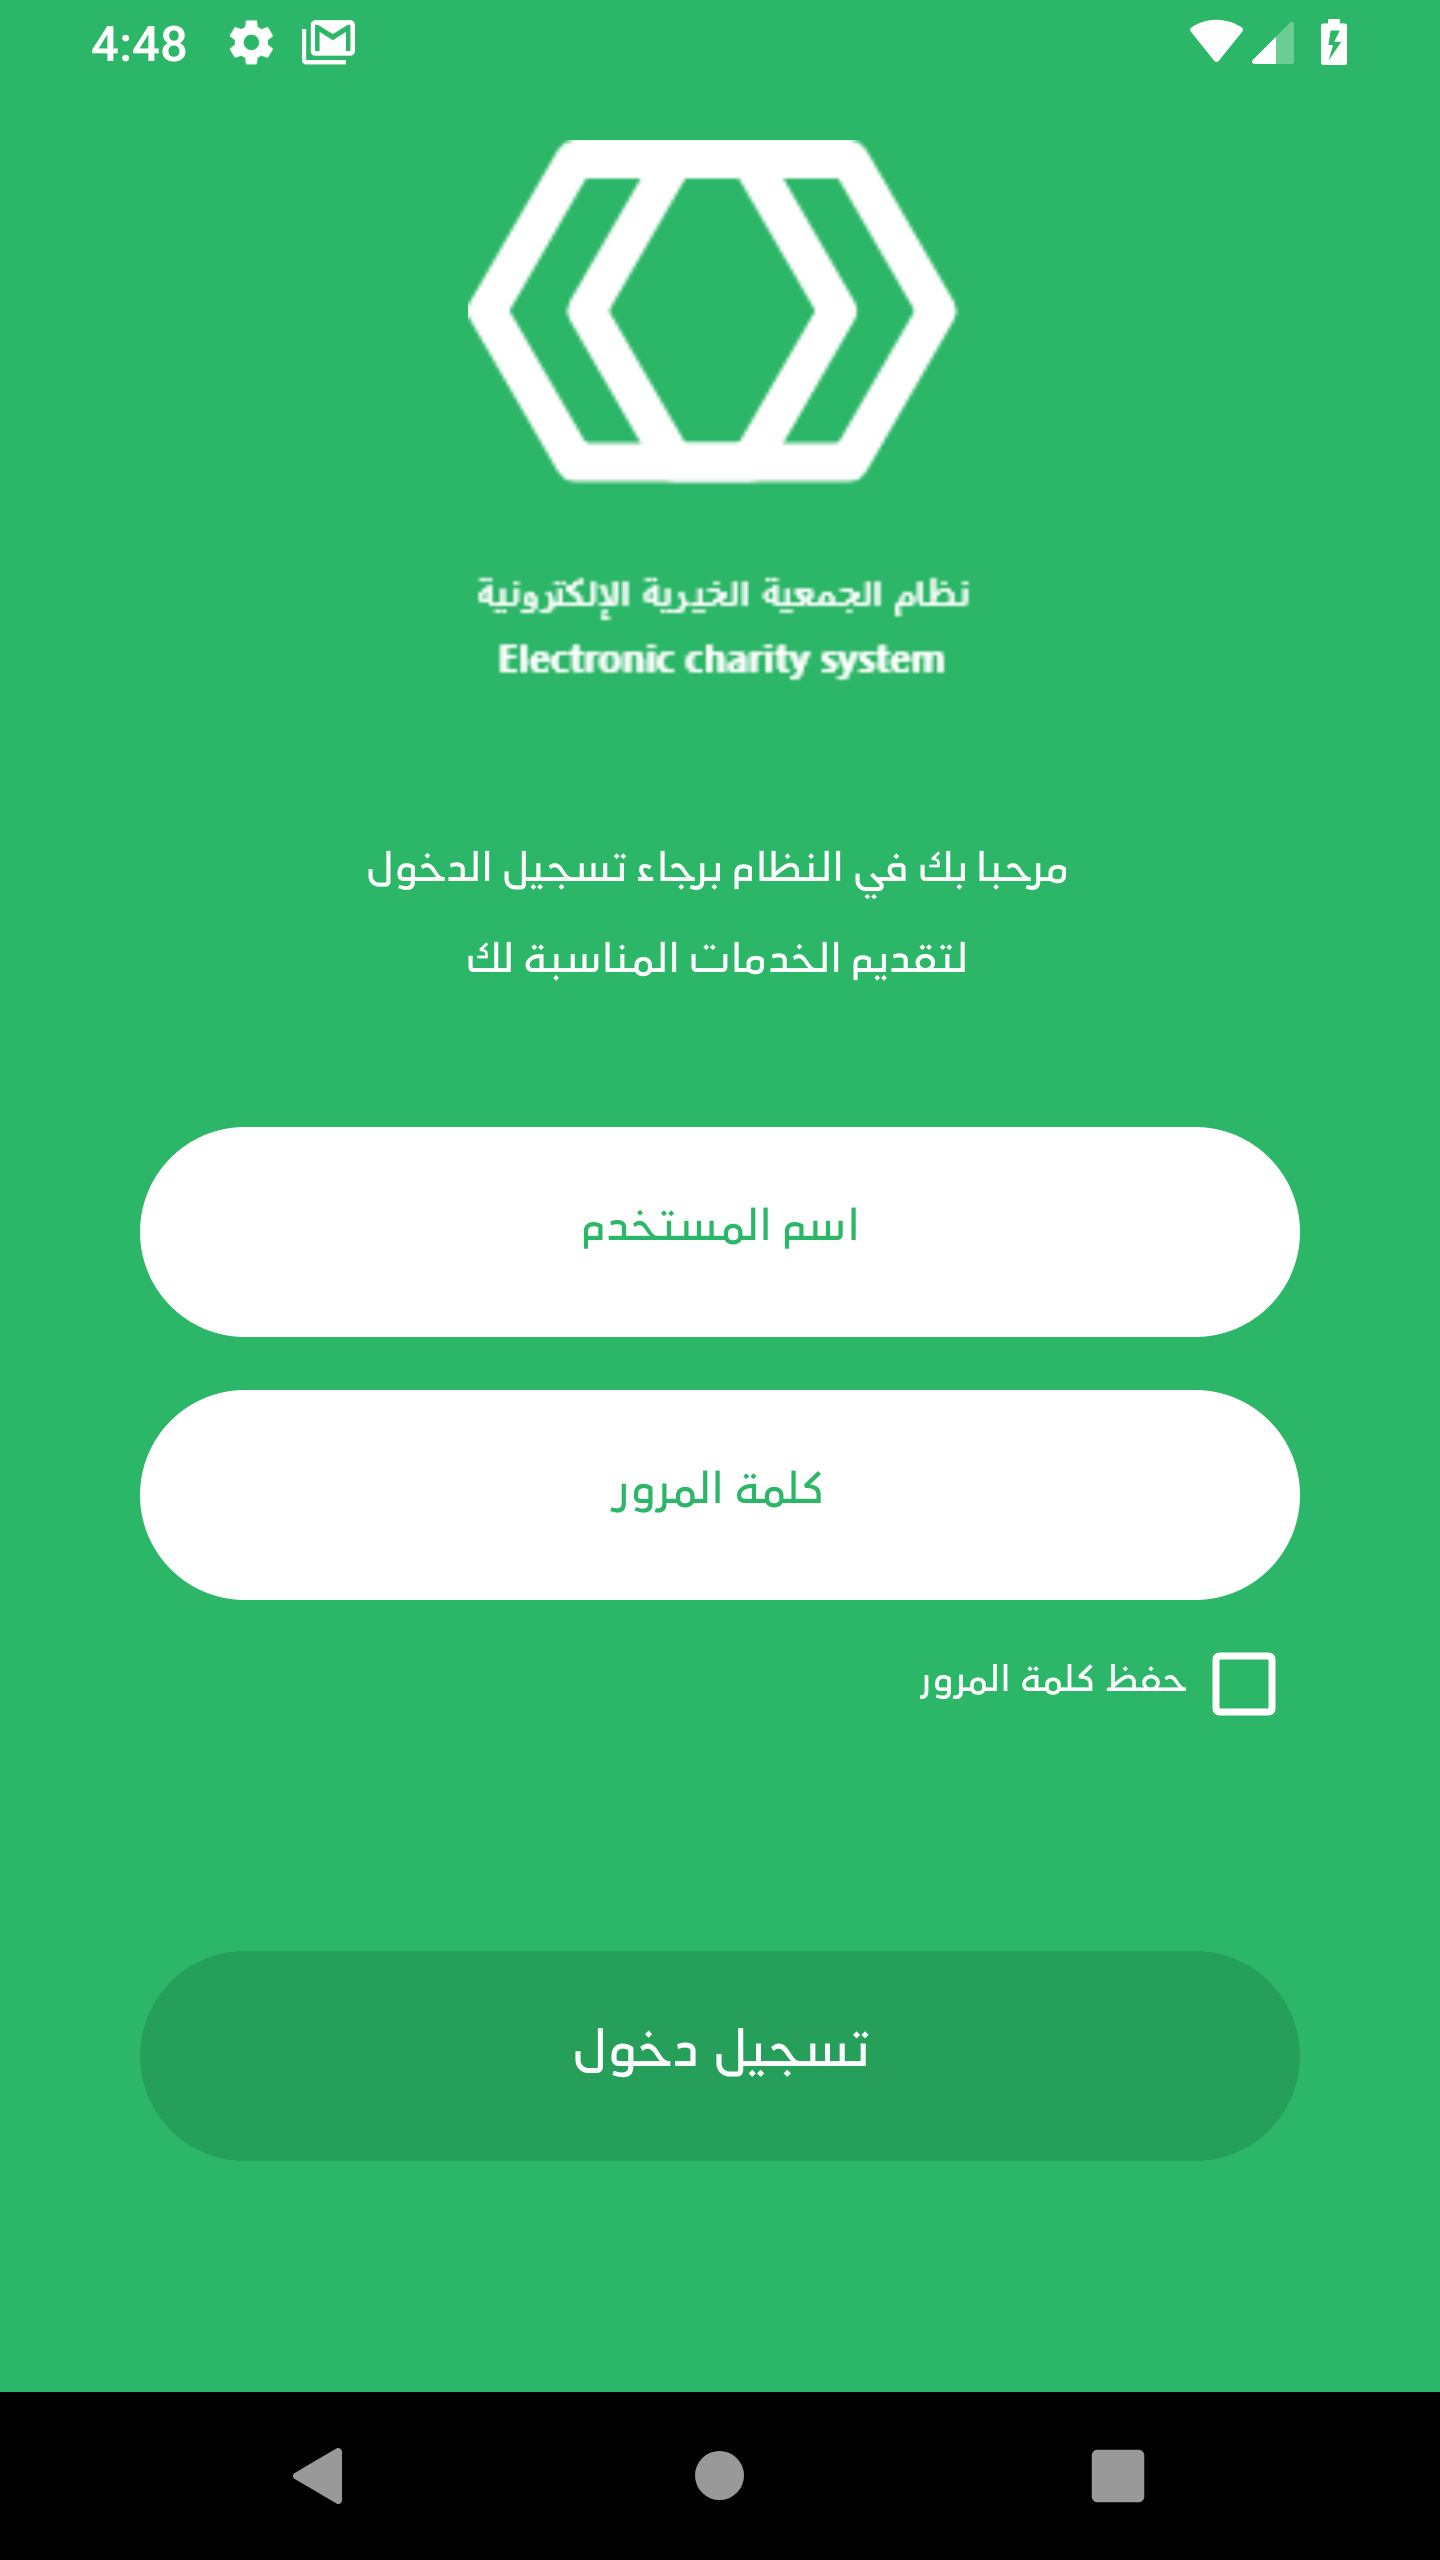 4:48
نظام الجمعية الخيرية الإلكترونية
Electronic charity system
مرحبا بك في النظام برجاء تسجيل الدخول
لتقديم الخدمات المناسبة لك
اسم المستخدم
كلمة المرور
حفظ كلمة المرور
تسجيل دخول